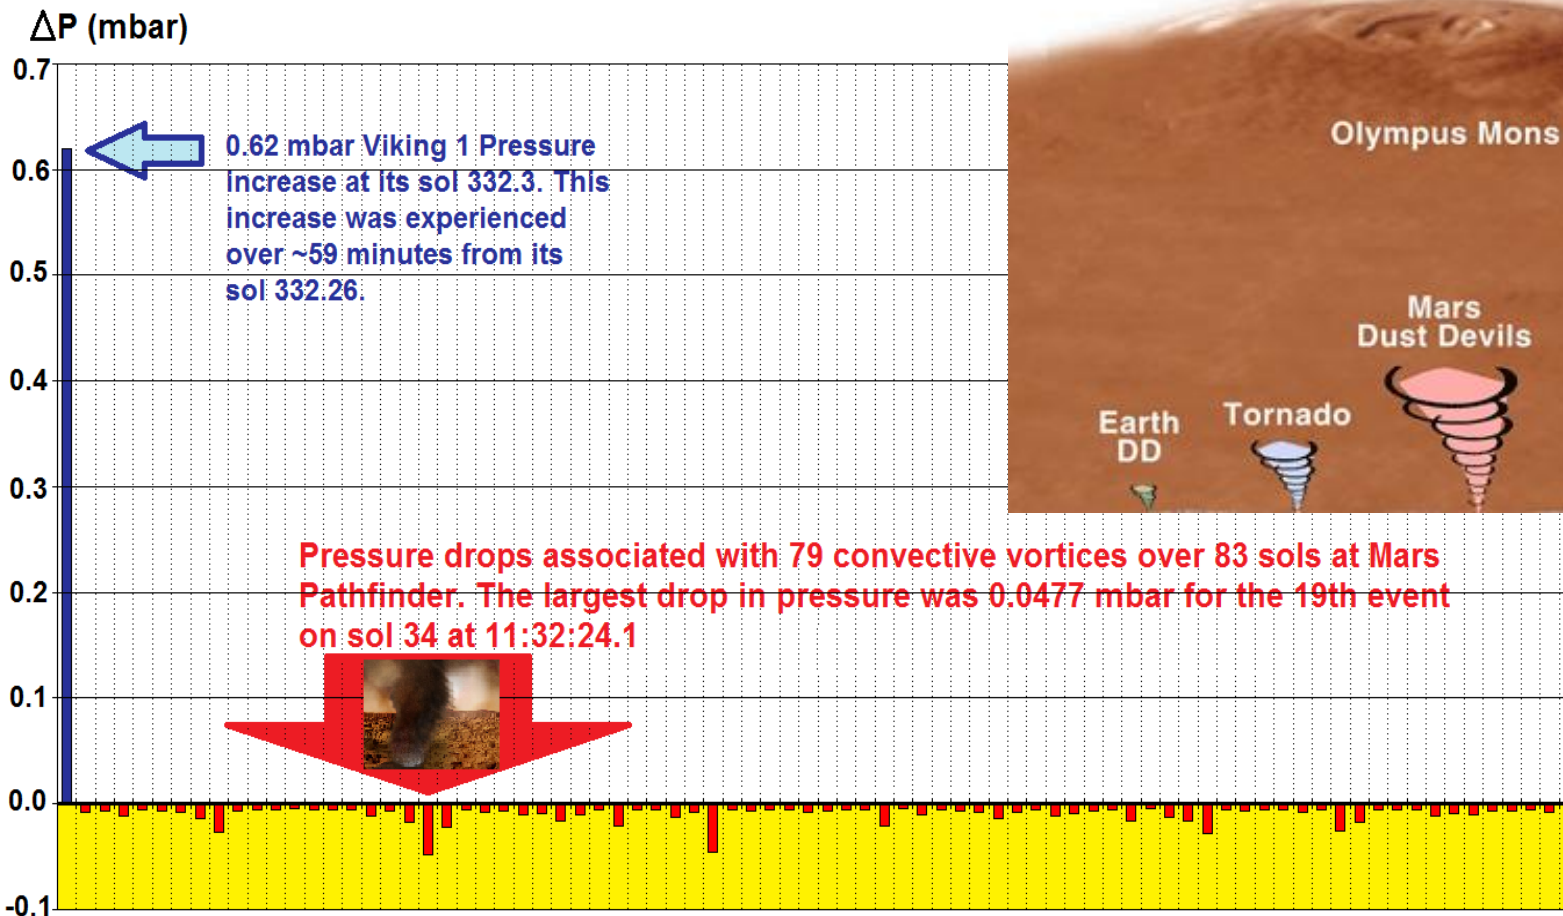 ΔP (mbar)
0.7
0.6
0.5
0.4
0.3
0.2
0.1
0.0
-0.1
0.62 mbar Viking 1 Pressure
increase at its sol 332.3. This
increase was experienced
over ~59 minutes from its
sol 332.26.
Olympus Mons
Mars
Dust Devils
Tornado
Earth
DD
Pressure drops associated with 79 convective vortices over 83 sols at Mars
Pathfinder. The largest drop in pressure was 0.0477 mbar for the 19th event
on sol 34 at 11:32:24.1